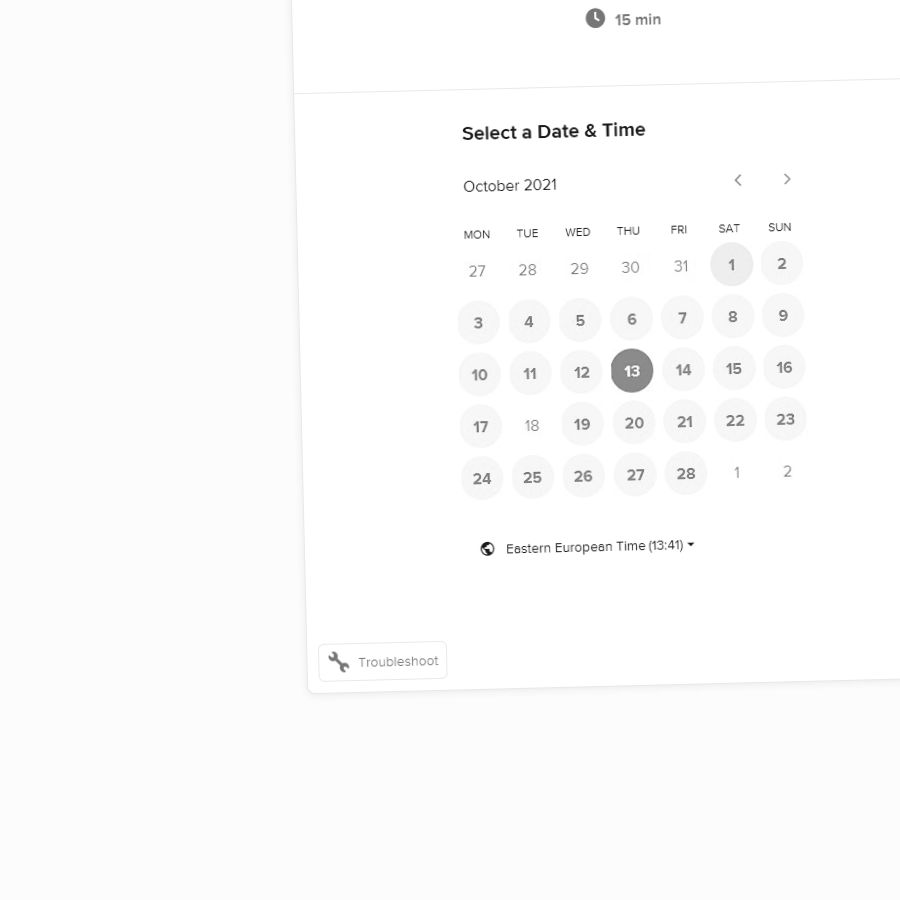 15 min
Select a Date & Time
October 2021
MON TUE WED THU FRI SAT SUN
27 28 29 30 31 1 2
3 4 5 6 7 8 9
10 11 12 13 14 15 16
17 18 19 20 21 22 23
24 25 26 27 28 1 2
Eastern European Time (13:41)
Troubleshoot